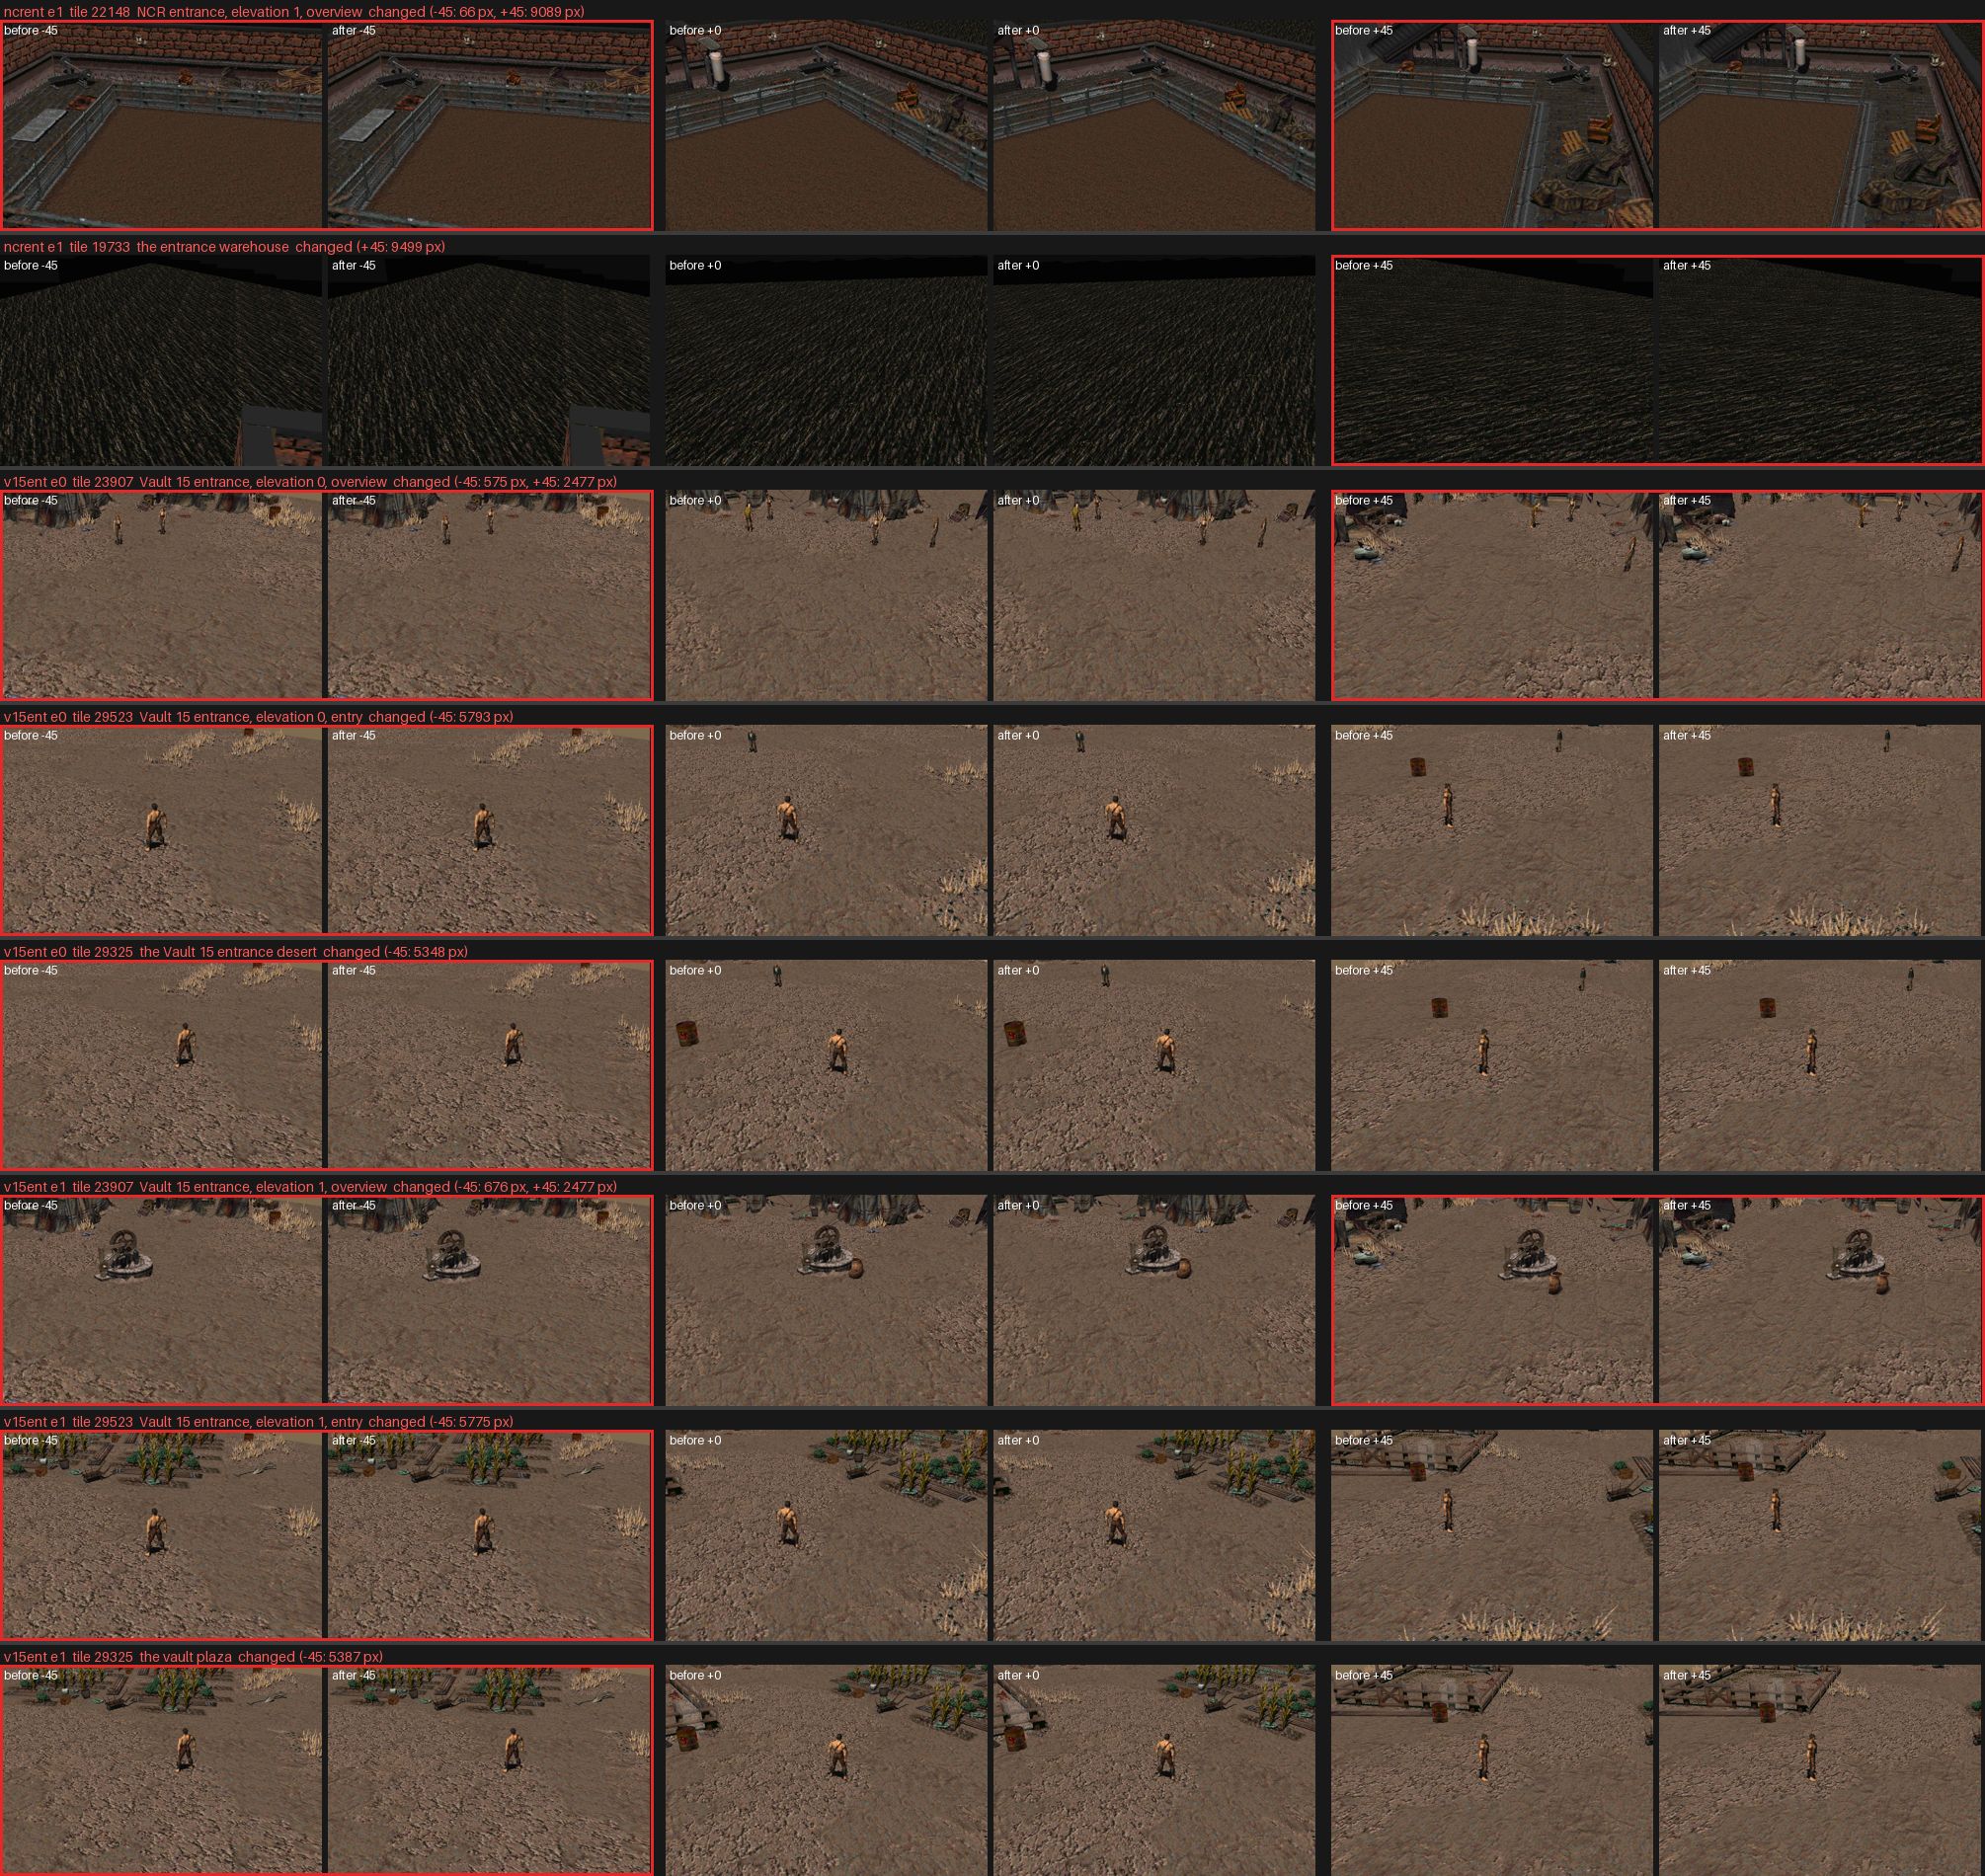 ncrent e1 tile 22148 NCR entrance, elevation 1, overview changed (-45: 66 px, +45: 9089 px)
before -45 after -45 before +0 after +0 before +45 after +45
ncrent e1 tile 19733 the entrance warehouse changed (+45: 9499 px)
before -45 after -45 before +0 after +0 before +45 after +45
v15ent e0 tile 23907 Vault 15 entrance, elevation 0, overview changed (-45: 575 px, +45: 2477 px)
before -45 after -45 before +0 after +0 before +45 after +45
v15ent e0 tile 29523 Vault 15 entrance, elevation 0, entry changed (-45: 5793 px)
before -45 after -45 before +0 after +0 before +45 after +45
v15ent e0 tile 29325 the Vault 15 entrance desert changed (-45: 5348 px)
before -45 after -45 before +0 after +0 before +45 after +45
v15ent e1 tile 23907 Vault 15 entrance, elevation 1, overview changed (-45: 676 px, +45: 2477 px)
before -45 after -45 before +0 after +0 before +45 after +45
v15ent e1 tile 29523 Vault 15 entrance, elevation 1, entry changed (-45: 5775 px)
before -45 after -45 before +0 after +0 before +45 after +45
v15ent e1 tile 29325 the vault plaza changed (-45: 5387 px)
before -45 after -45 before +0 after +0 before +45 after +45